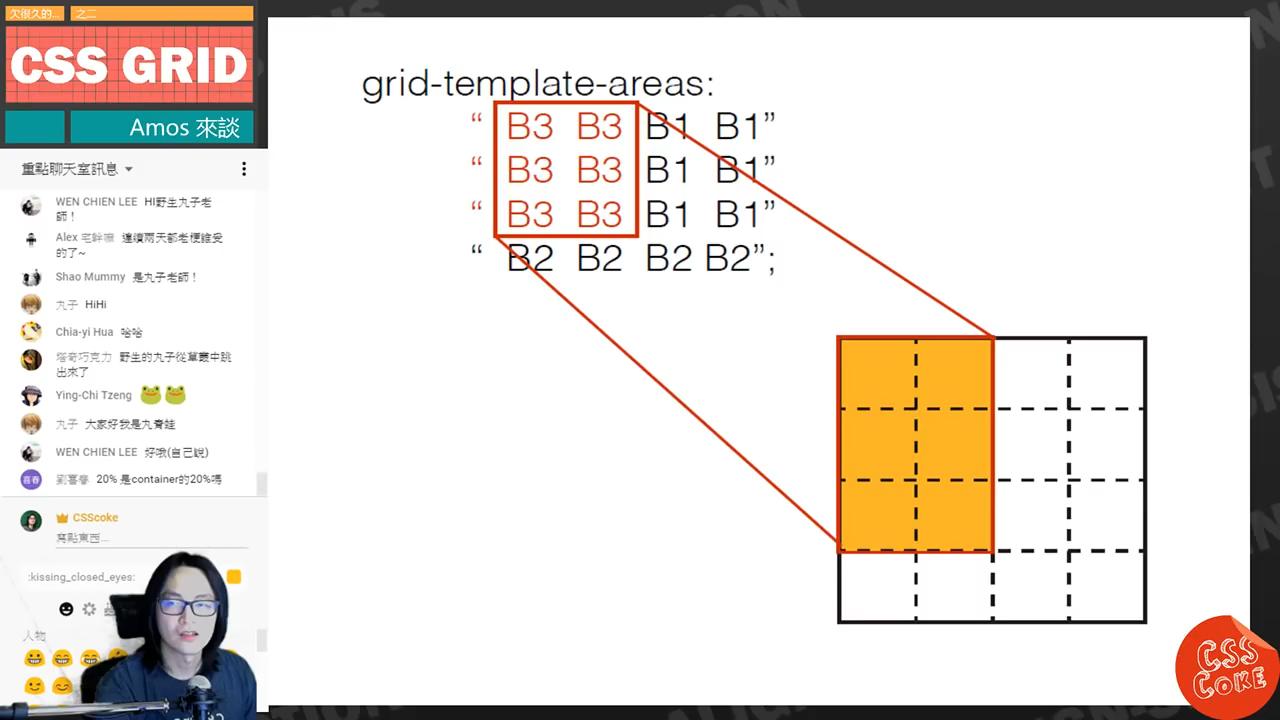 欠很久的...
之二
CSS GRID
Amos 來談
重點聊天室訊息
WEN CHIEN LEE HI野生丸子老
師！
Alex 宅幹嘛 連續兩天都老梗維受
的了~
Shao Mummy 是丸子老師！
丸子 HiHi
Chia-yi Hua 哈哈
塔奇巧克力 野生的丸子從草叢中跳
出來了
Ying-Chi Tzeng
丸子 大家好我是丸青蛙
WEN CHIEN LEE 好哦(自己說)
喜春 劉喜春 20% 是container的20%嗎
CSScoke
寫點東西...
:kissing_closed_eyes:
人物
grid-template-areas:
“ B3 B3 B1 B1”
“ B3 B3 B1 B1”
“ B3 B3 B1 B1”
“ B2 B2 B2 B2”;
CSS
COKE